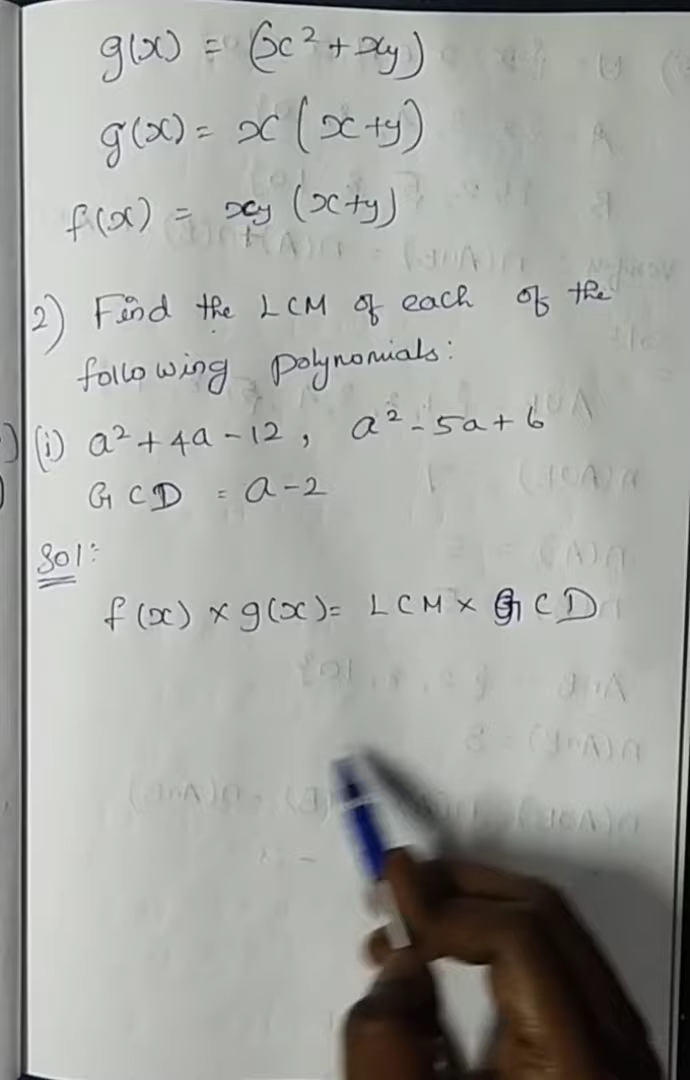 g(x) = (x² + xy)
g(x) = x (x+y)
f(x) = xy (x+y)
2) Find the LCM of each of the
following polynomials:
(i) a² + 4a - 12 , a² - 5a + 6
GCD = a - 2
Sol:
f(x) × g(x) = LCM × GCD